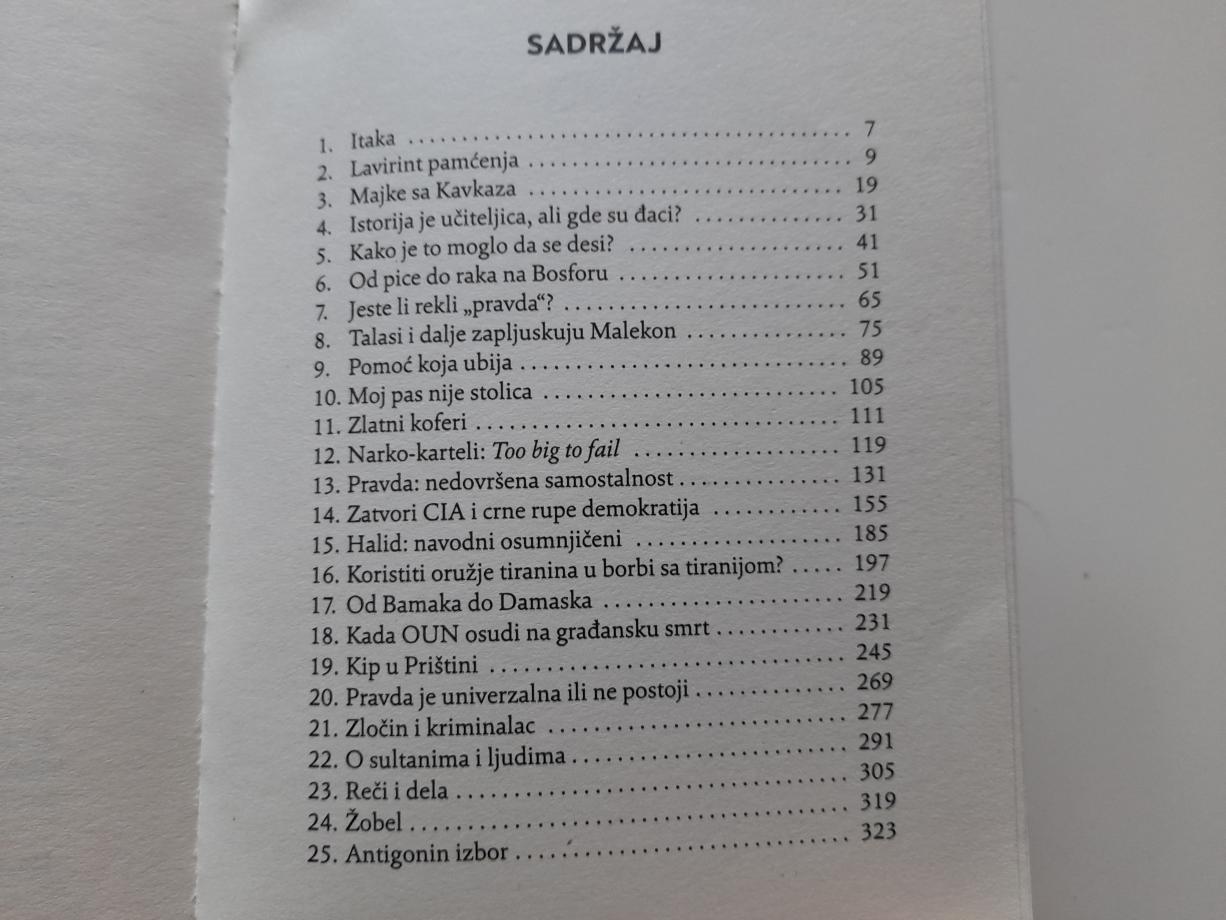 SADRŽAJ
1. Itaka ........................................ 7
2. Lavirint pamćenja ........................................ 9
3. Majke sa Kavkaza ........................................ 19
4. Istorija je učiteljica, ali gde su đaci? .............. 31
5. Kako je to moglo da se desi? .................... 41
6. Od pice do raka na Bosforu ..................... 51
7. Jeste li rekli „pravda“? .......................... 65
8. Talasi i dalje zapljuskuju Malekon ............... 75
9. Pomoć koja ubija .............................. 89
10. Moj pas nije stolica ............................ 105
11. Zlatni koferi .................................. 111
12. Narko-karteli: Too big to fail ................... 119
13. Pravda: nedovršena samostalnost ............... 131
14. Zatvori CIA i crne rupe demokratija ............ 155
15. Halid: navodni osumnjičeni ................... 185
16. Koristiti oružje tiranina u borbi sa tiranijom? ..... 197
17. Od Bamaka do Damaska ....................... 219
18. Kada OUN osudi na građansku smrt ............ 231
19. Kip u Prištini ................................. 245
20. Pravda je univerzalna ili ne postoji .............. 269
21. Zločin i kriminalac ............................ 277
22. O sultanima i ljudima .......................... 291
23. Reči i dela .................................... 305
24. Žobel ........................................ 319
25. Antigonin izbor ............................... 323